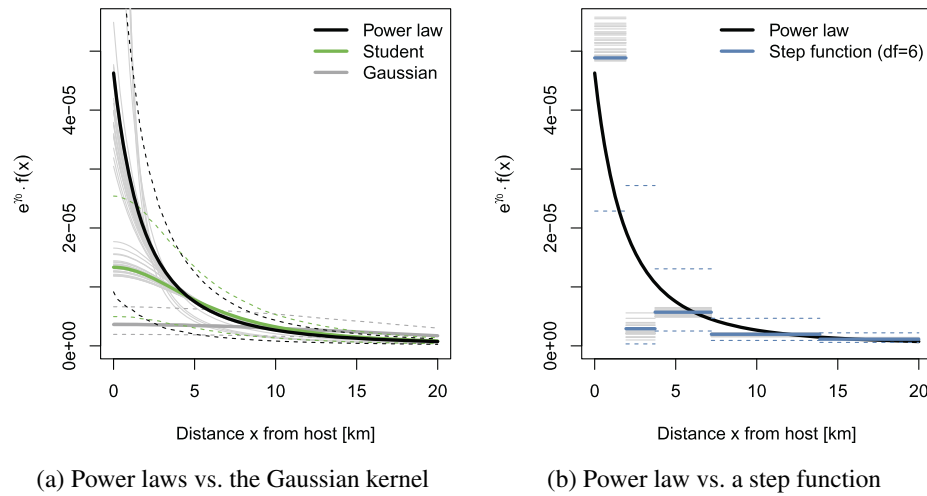 Power law
Student
Gaussian
e^γ0 · f(x)
0e+00 2e-05 4e-05
0 5 10 15 20
Distance x from host [km]
(a) Power laws vs. the Gaussian kernel
Power law
Step function (df=6)
e^γ0 · f(x)
0e+00 2e-05 4e-05
0 5 10 15 20
Distance x from host [km]
(b) Power law vs. a step function